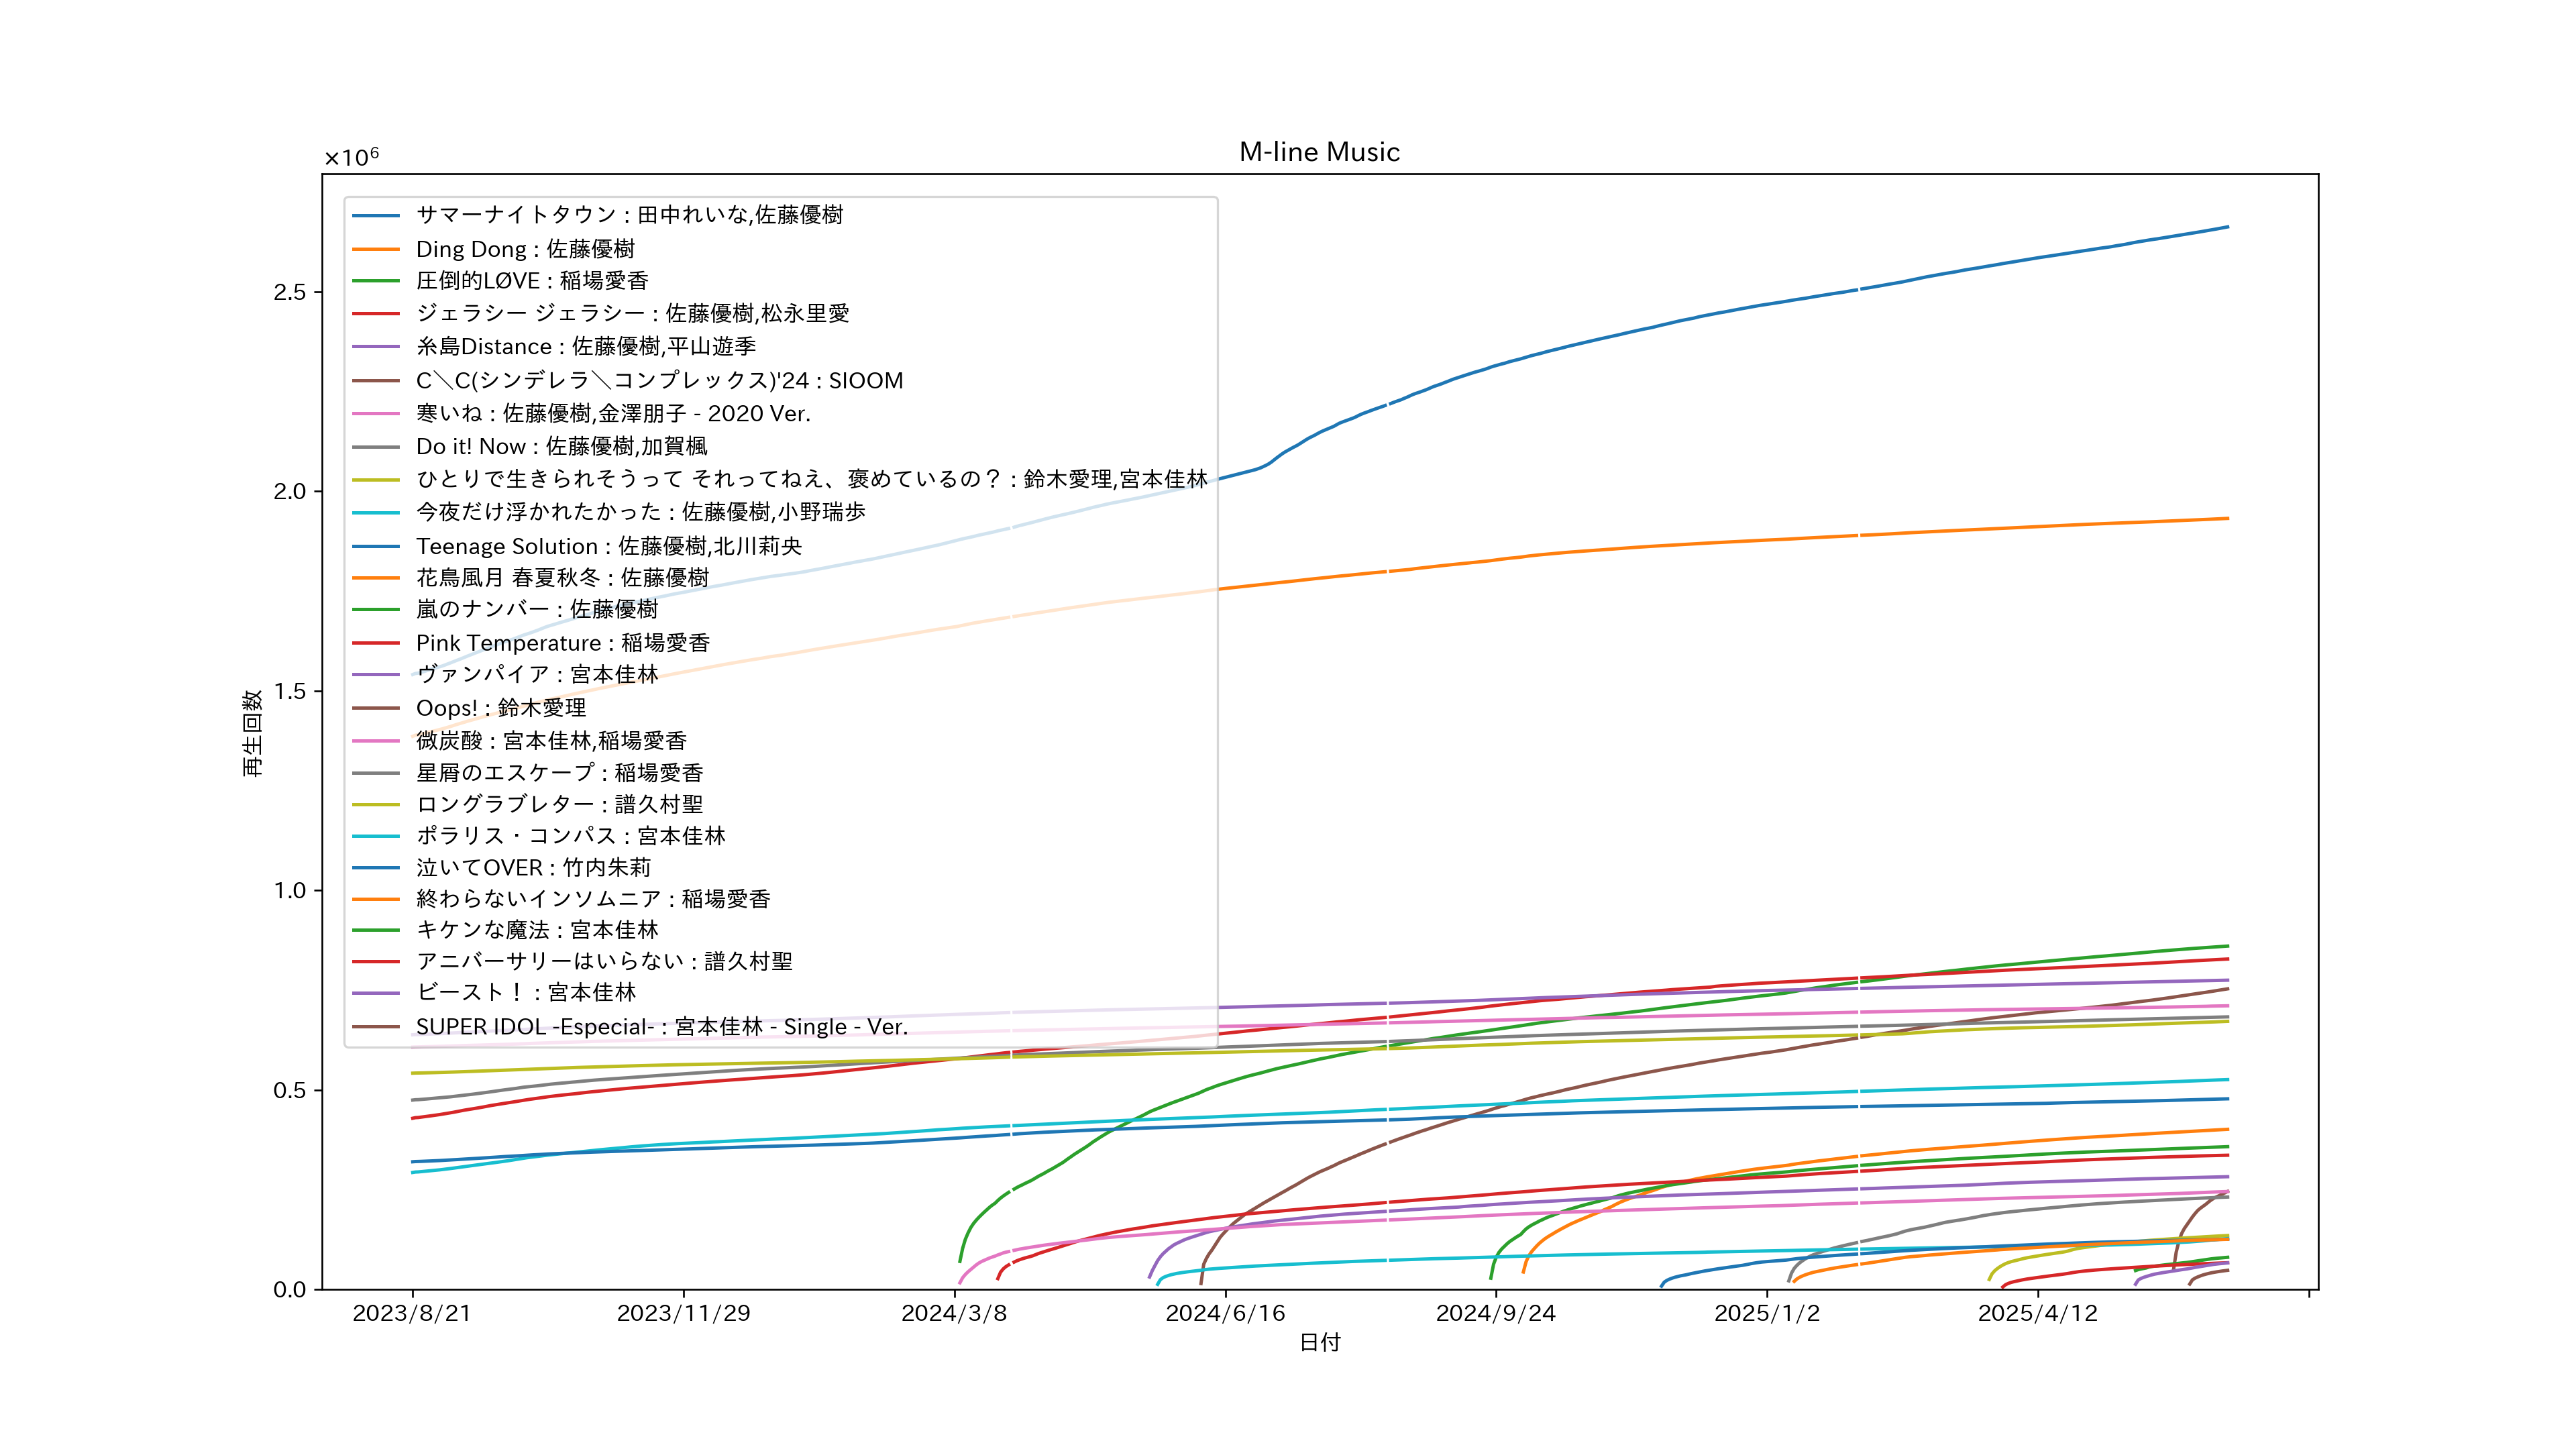 M-line Music
×10⁶
サマーナイトタウン : 田中れいな,佐藤優樹
Ding Dong : 佐藤優樹
圧倒的LØVE : 稲場愛香
ジェラシー ジェラシー : 佐藤優樹,松永里愛
糸島Distance : 佐藤優樹,平山遊季
C＼C(シンデレラ＼コンプレックス)'24 : SIOOM
寒いね : 佐藤優樹,金澤朋子 - 2020 Ver.
Do it! Now : 佐藤優樹,加賀楓
ひとりで生きられそうって それってねえ、褒めているの？ : 鈴木愛理,宮本佳林
今夜だけ浮かれたかった : 佐藤優樹,小野瑞歩
Teenage Solution : 佐藤優樹,北川莉央
花鳥風月 春夏秋冬 : 佐藤優樹
嵐のナンバー : 佐藤優樹
Pink Temperature : 稲場愛香
ヴァンパイア : 宮本佳林
Oops! : 鈴木愛理
微炭酸 : 宮本佳林,稲場愛香
星屑のエスケープ : 稲場愛香
ロングラブレター : 譜久村聖
ポラリス・コンパス : 宮本佳林
泣いてOVER : 竹内朱莉
終わらないインソムニア : 稲場愛香
キケンな魔法 : 宮本佳林
アニバーサリーはいらない : 譜久村聖
ビースト！ : 宮本佳林
SUPER IDOL -Especial- : 宮本佳林 - Single - Ver.
再生回数
2.5
2.0
1.5
1.0
0.5
0.0
2023/8/21
2023/11/29
2024/3/8
2024/6/16
2024/9/24
2025/1/2
2025/4/12
日付